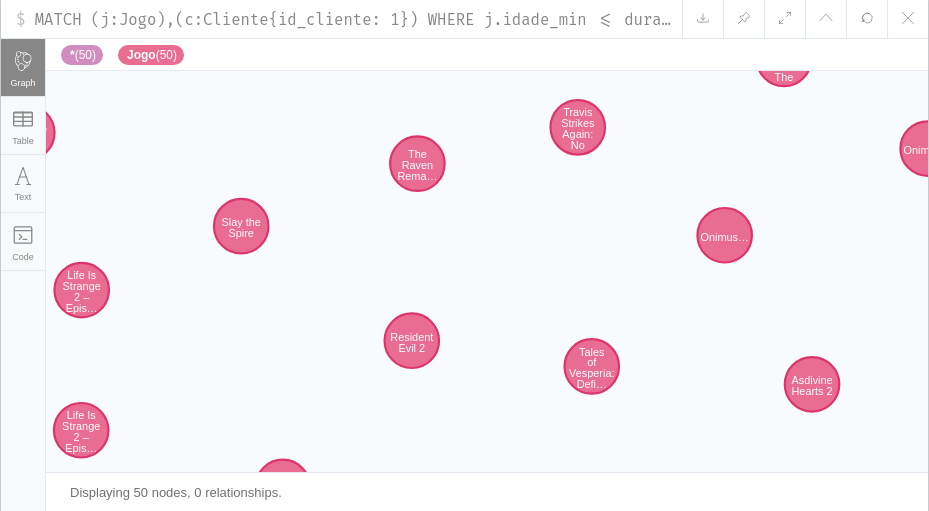 $ MATCH (j:Jogo),(c:Cliente{id_cliente: 1}) WHERE j.idade_min ⩽ dura…
*(50) Jogo(50)
Graph
Table
Text
Code
The
Travis
Strikes
Again:
No
The
Raven
Rema…
Onim
Slay the
Spire
Onimus…
Life Is
Strange
2 –
Epis…
Resident
Evil 2
Tales
of
Vesperia:
Defi…
Asdivine
Hearts 2
Life Is
Strange
2 –
Epis…
Displaying 50 nodes, 0 relationships.